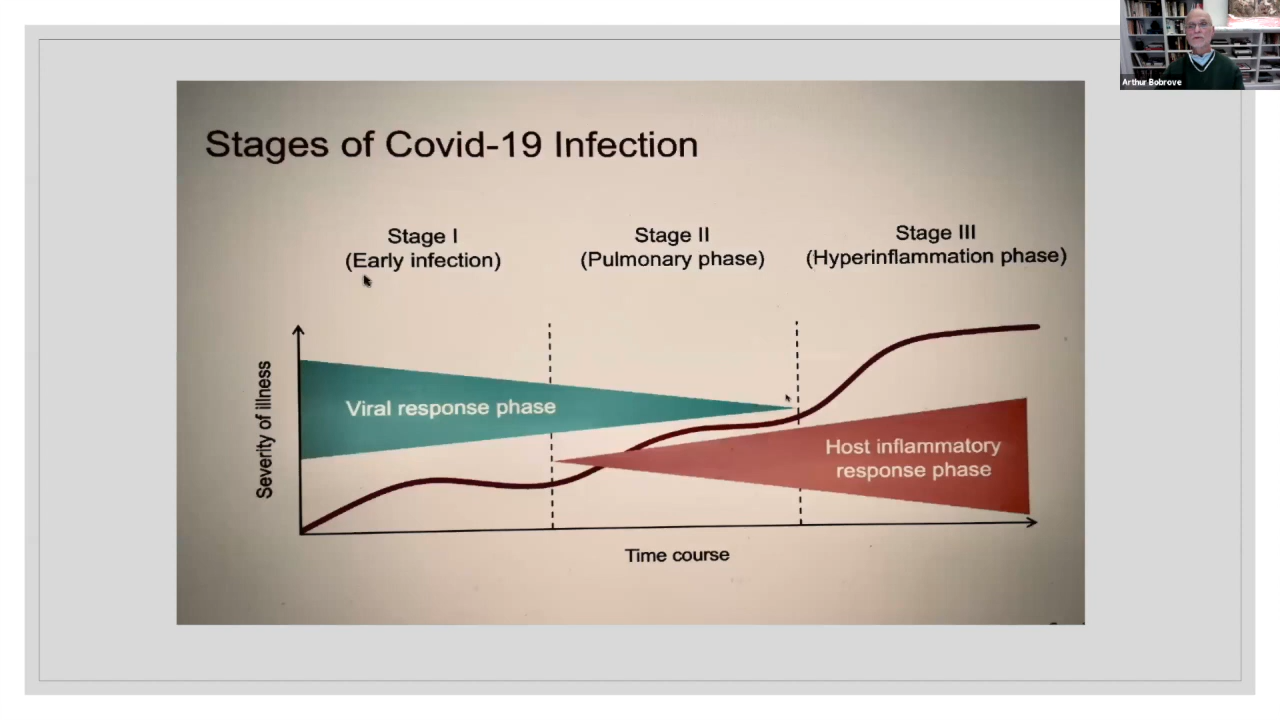 Arthur Bobrove
Stages of Covid-19 Infection
Stage I
(Early infection)
Stage II
(Pulmonary phase)
Stage III
(Hyperinflammation phase)
Severity of illness
Viral response phase
Host inflammatory
response phase
Time course